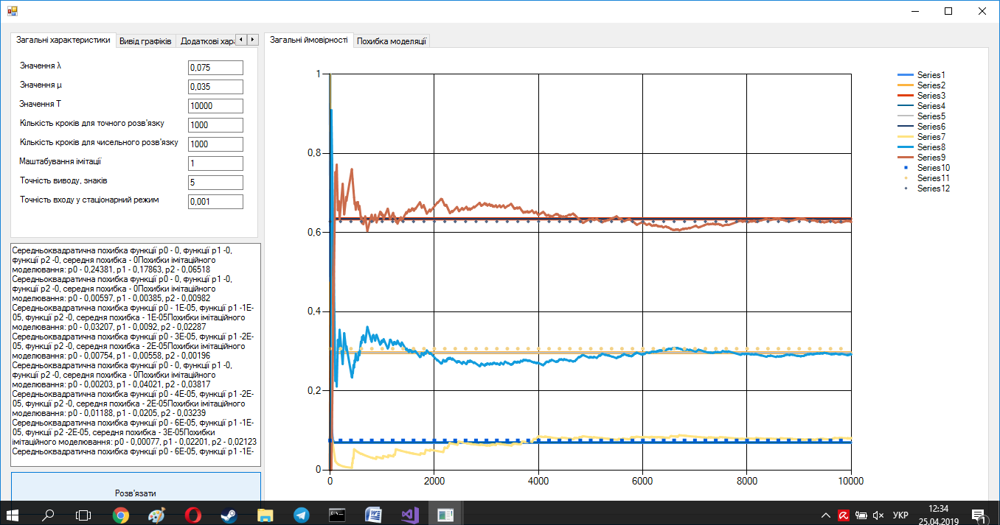 Загальні характеристики
Вивід графіків
Додаткові хара
Значення λ
0,075
Значення μ
0,035
Значення T
10000
Кількість кроків для точного розв'язку
1000
Кількість кроків для чисельного розв'язку
1000
Маштабування імітації
1
Точність виводу, знаків
5
Точність входу у стаціонарний режим
0,001
Середньоквадратична похибка функції p0 - 0, функції p1 -0,
функції p2 -0, середня похибка - 0Похибки імітаційного
моделювання: p0 - 0,24381, p1 - 0,17863, p2 - 0,06518
Середньоквадратична похибка функції p0 - 0, функції p1 -0,
функції p2 -0, середня похибка - 0Похибки імітаційного
моделювання: p0 - 0,00597, p1 - 0,00385, p2 - 0,00982
Середньоквадратична похибка функції p0 - 1E-05, функції p1 -1E-
05, функції p2 -0, середня похибка - 1E-05Похибки імітаційного
моделювання: p0 - 0,03207, p1 - 0,0092, p2 - 0,02287
Середньоквадратична похибка функції p0 - 3E-05, функції p1 -2E-
05, функції p2 -0, середня похибка - 2E-05Похибки імітаційного
моделювання: p0 - 0,00754, p1 - 0,00558, p2 - 0,00196
Середньоквадратична похибка функції p0 - 0, функції p1 -0,
функції p2 -0, середня похибка - 0Похибки імітаційного
моделювання: p0 - 0,00203, p1 - 0,04021, p2 - 0,03817
Середньоквадратична похибка функції p0 - 4E-05, функції p1 -2E-
05, функції p2 -0, середня похибка - 2E-05Похибки імітаційного
моделювання: p0 - 0,01188, p1 - 0,0205, p2 - 0,03239
Середньоквадратична похибка функції p0 - 6E-05, функції p1 -1E-
05, функції p2 -2E-05, середня похибка - 3E-05Похибки
імітаційного моделювання: p0 - 0,00077, p1 - 0,02201, p2 - 0,02123
Середньоквадратична похибка функції p0 - 6E-05, функції p1 -1E-
Розв'язати
Загальні ймовірності
Похибка моделяції
1
0,8
0,6
0,4
0,2
0
0
2000
4000
6000
8000
10000
Series1
Series2
Series3
Series4
Series5
Series6
Series7
Series8
Series9
Series10
Series11
Series12
УКР
12:34
25.04.2019
1